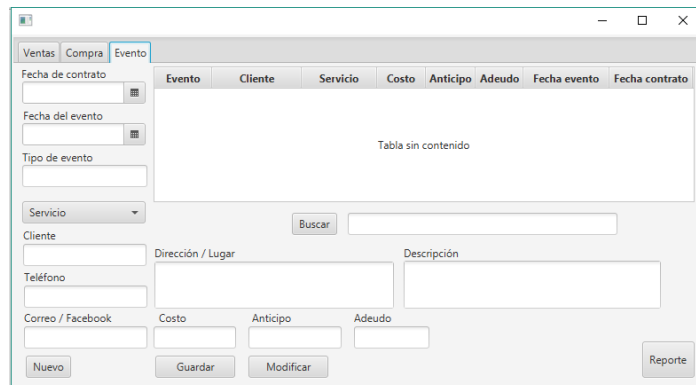 Ventas Compra Evento
Fecha de contrato
Evento Cliente Servicio Costo Anticipo Adeudo Fecha evento Fecha contrato
Fecha del evento
Tabla sin contenido
Tipo de evento
Servicio
Buscar
Cliente
Dirección / Lugar Descripción
Teléfono
Correo / Facebook Costo Anticipo Adeudo
Nuevo Guardar Modificar Reporte